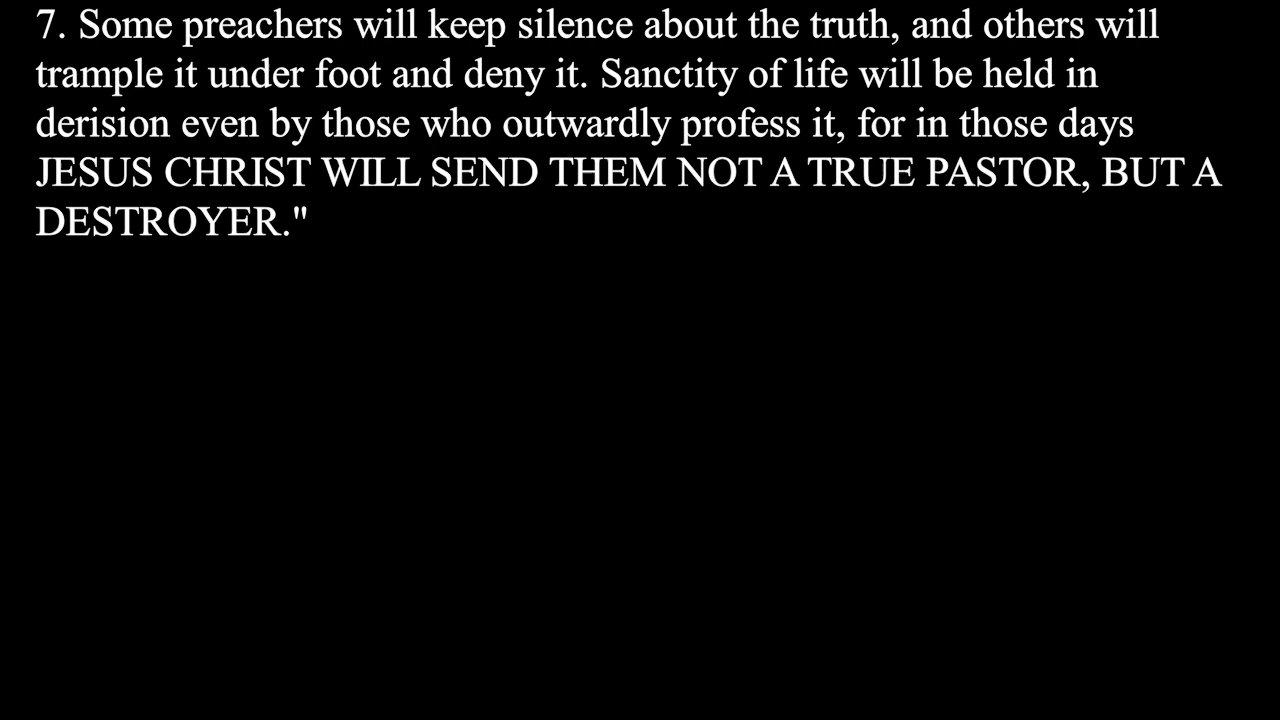 7. Some preachers will keep silence about the truth, and others will
trample it under foot and deny it. Sanctity of life will be held in
derision even by those who outwardly profess it, for in those days
JESUS CHRIST WILL SEND THEM NOT A TRUE PASTOR, BUT A
DESTROYER."